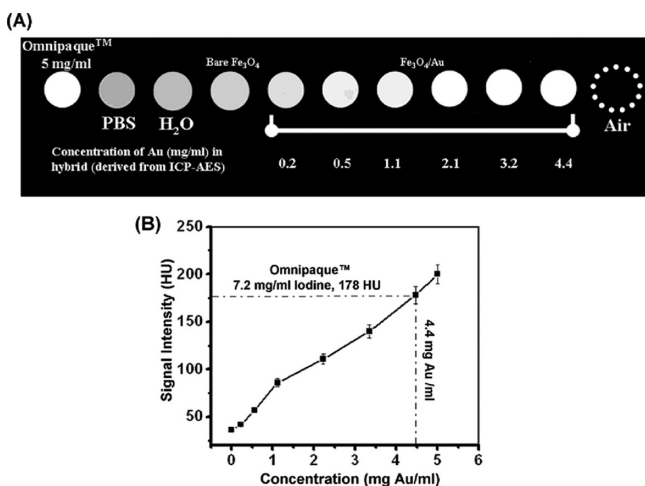 (A)
Omnipaque™
5 mg/ml
Bare Fe₃O₄
Fe₃O₄/Au
PBS
H₂O
Air
Concentration of Au (mg/ml) in
hybrid (derived from ICP-AES)
0.2 0.5 1.1 2.1 3.2 4.4
(B)
Signal Intensity (HU)
250
200
150
100
50
Omnipaque™
7.2 mg/ml Iodine, 178 HU
4.4 mg Au /ml
0 1 2 3 4 5 6
Concentration (mg Au/ml)